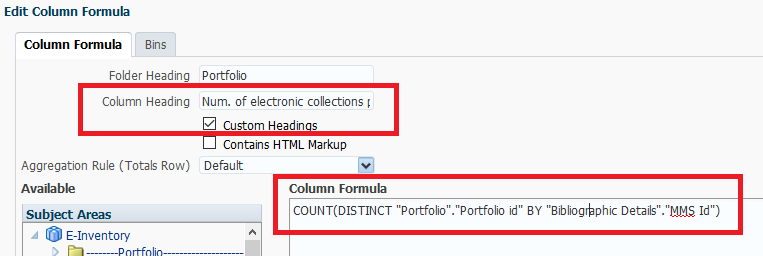 Edit Column Formula
Column Formula Bins
Folder Heading Portfolio
Column Heading Num. of electronic collections p
Custom Headings
Contains HTML Markup
Aggregation Rule (Totals Row) Default
Available Column Formula
Subject Areas COUNT(DISTINCT "Portfolio"."Portfolio id" BY "Bibliographic Details"."MMS Id")
E-Inventory
--------Portfolio--------------------